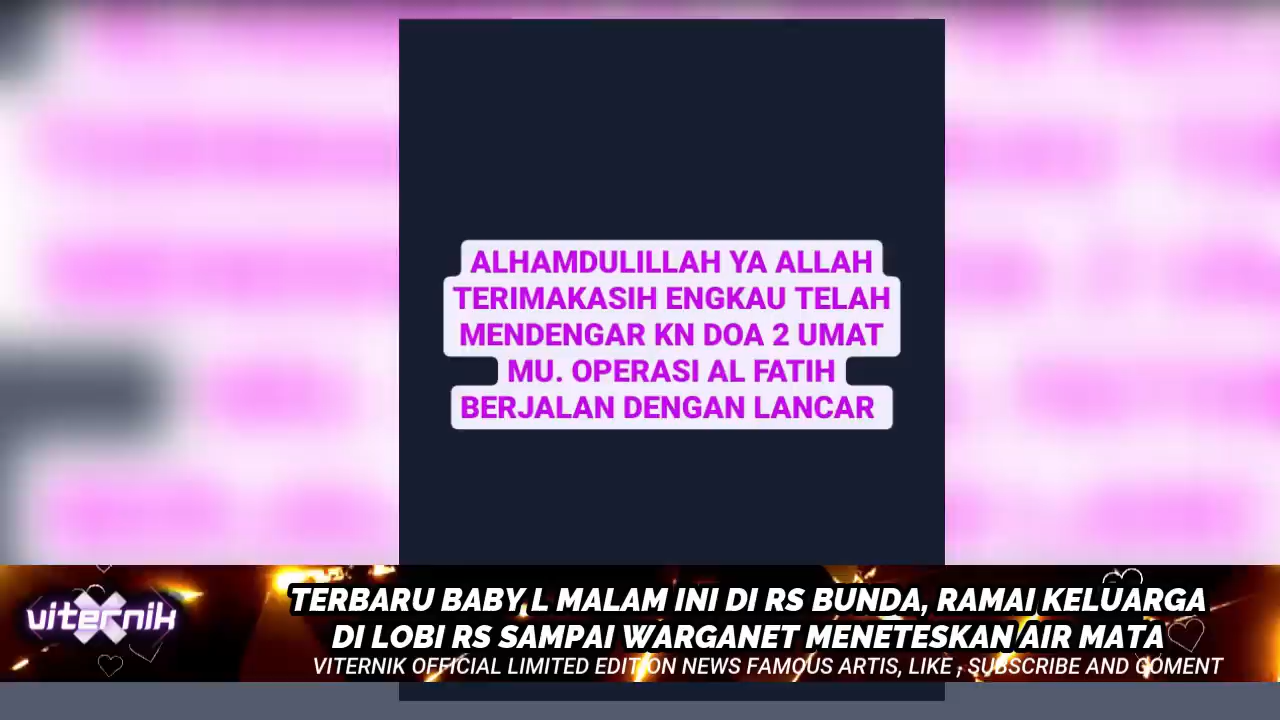 ALHAMDULILLAH YA ALLAH
TERIMAKASIH ENGKAU TELAH
MENDENGAR KN DOA 2 UMAT
MU. OPERASI AL FATIH
BERJALAN DENGAN LANCAR
viternik
TERBARU BABY L MALAM INI DI RS BUNDA, RAMAI KELUARGA
DI LOBI RS SAMPAI WARGANET MENETESKAN AIR MATA
VITERNIK OFFICIAL LIMITED EDITION NEWS FAMOUS ARTIS, LIKE , SUBSCRIBE AND COMENT